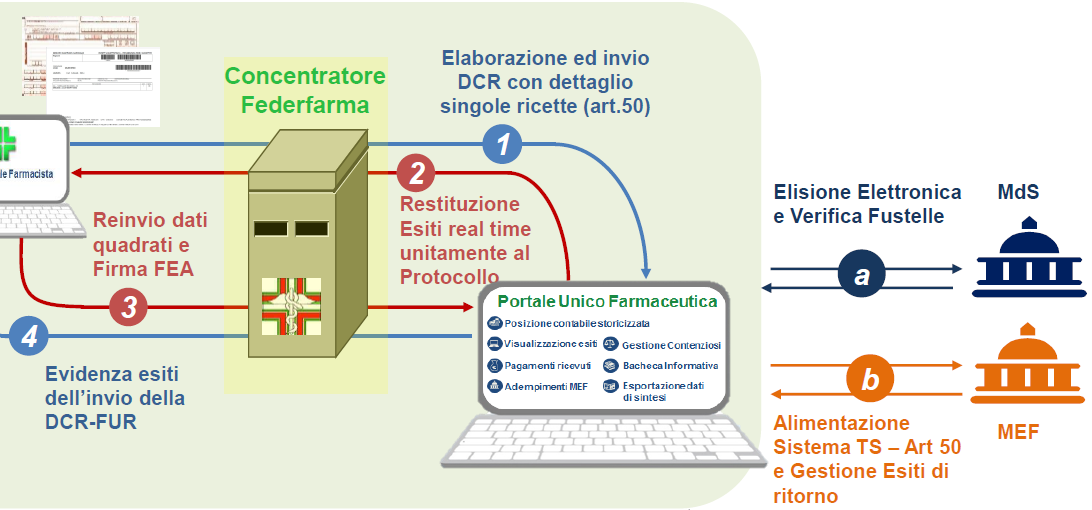 Concentratore
Federfarma
Elaborazione ed invio
DCR con dettaglio
singole ricette (art.50)
1
2
le Farmacista
Reinvio dati
quadrati e
Firma FEA
Restituzione
Esiti real time
unitamente al
Protocollo
3
4
Evidenza esiti
dell'invio della
DCR-FUR
Portale Unico Farmaceutica
Posizione contabile storicizzata
Visualizzazione esiti
Gestione Contenziosi
Pagamenti ricevuti
Bacheca Informativa
Adempimenti MEF
Esportazione dati
di sintesi
Elisione Elettronica
e Verifica Fustelle
MdS
a
b
Alimentazione
Sistema TS – Art 50
e Gestione Esiti di
ritorno
MEF